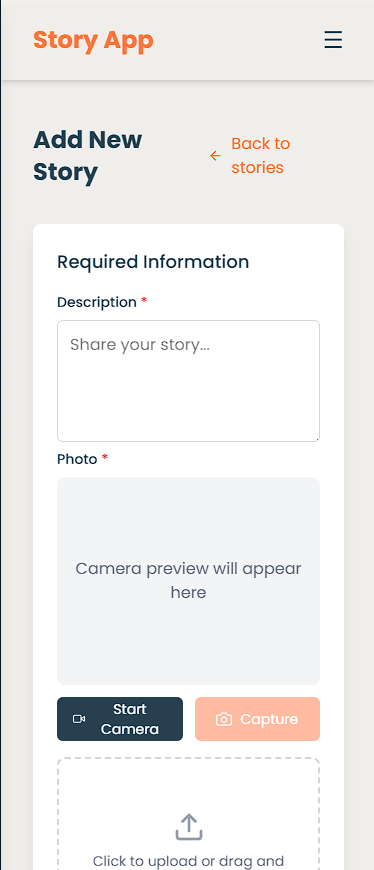 Story App
Add New
Story
Back to
stories
Required Information
Description *
Share your story...
Photo *
Camera preview will appear
here
Start
Camera
Capture
Click to upload or drag and